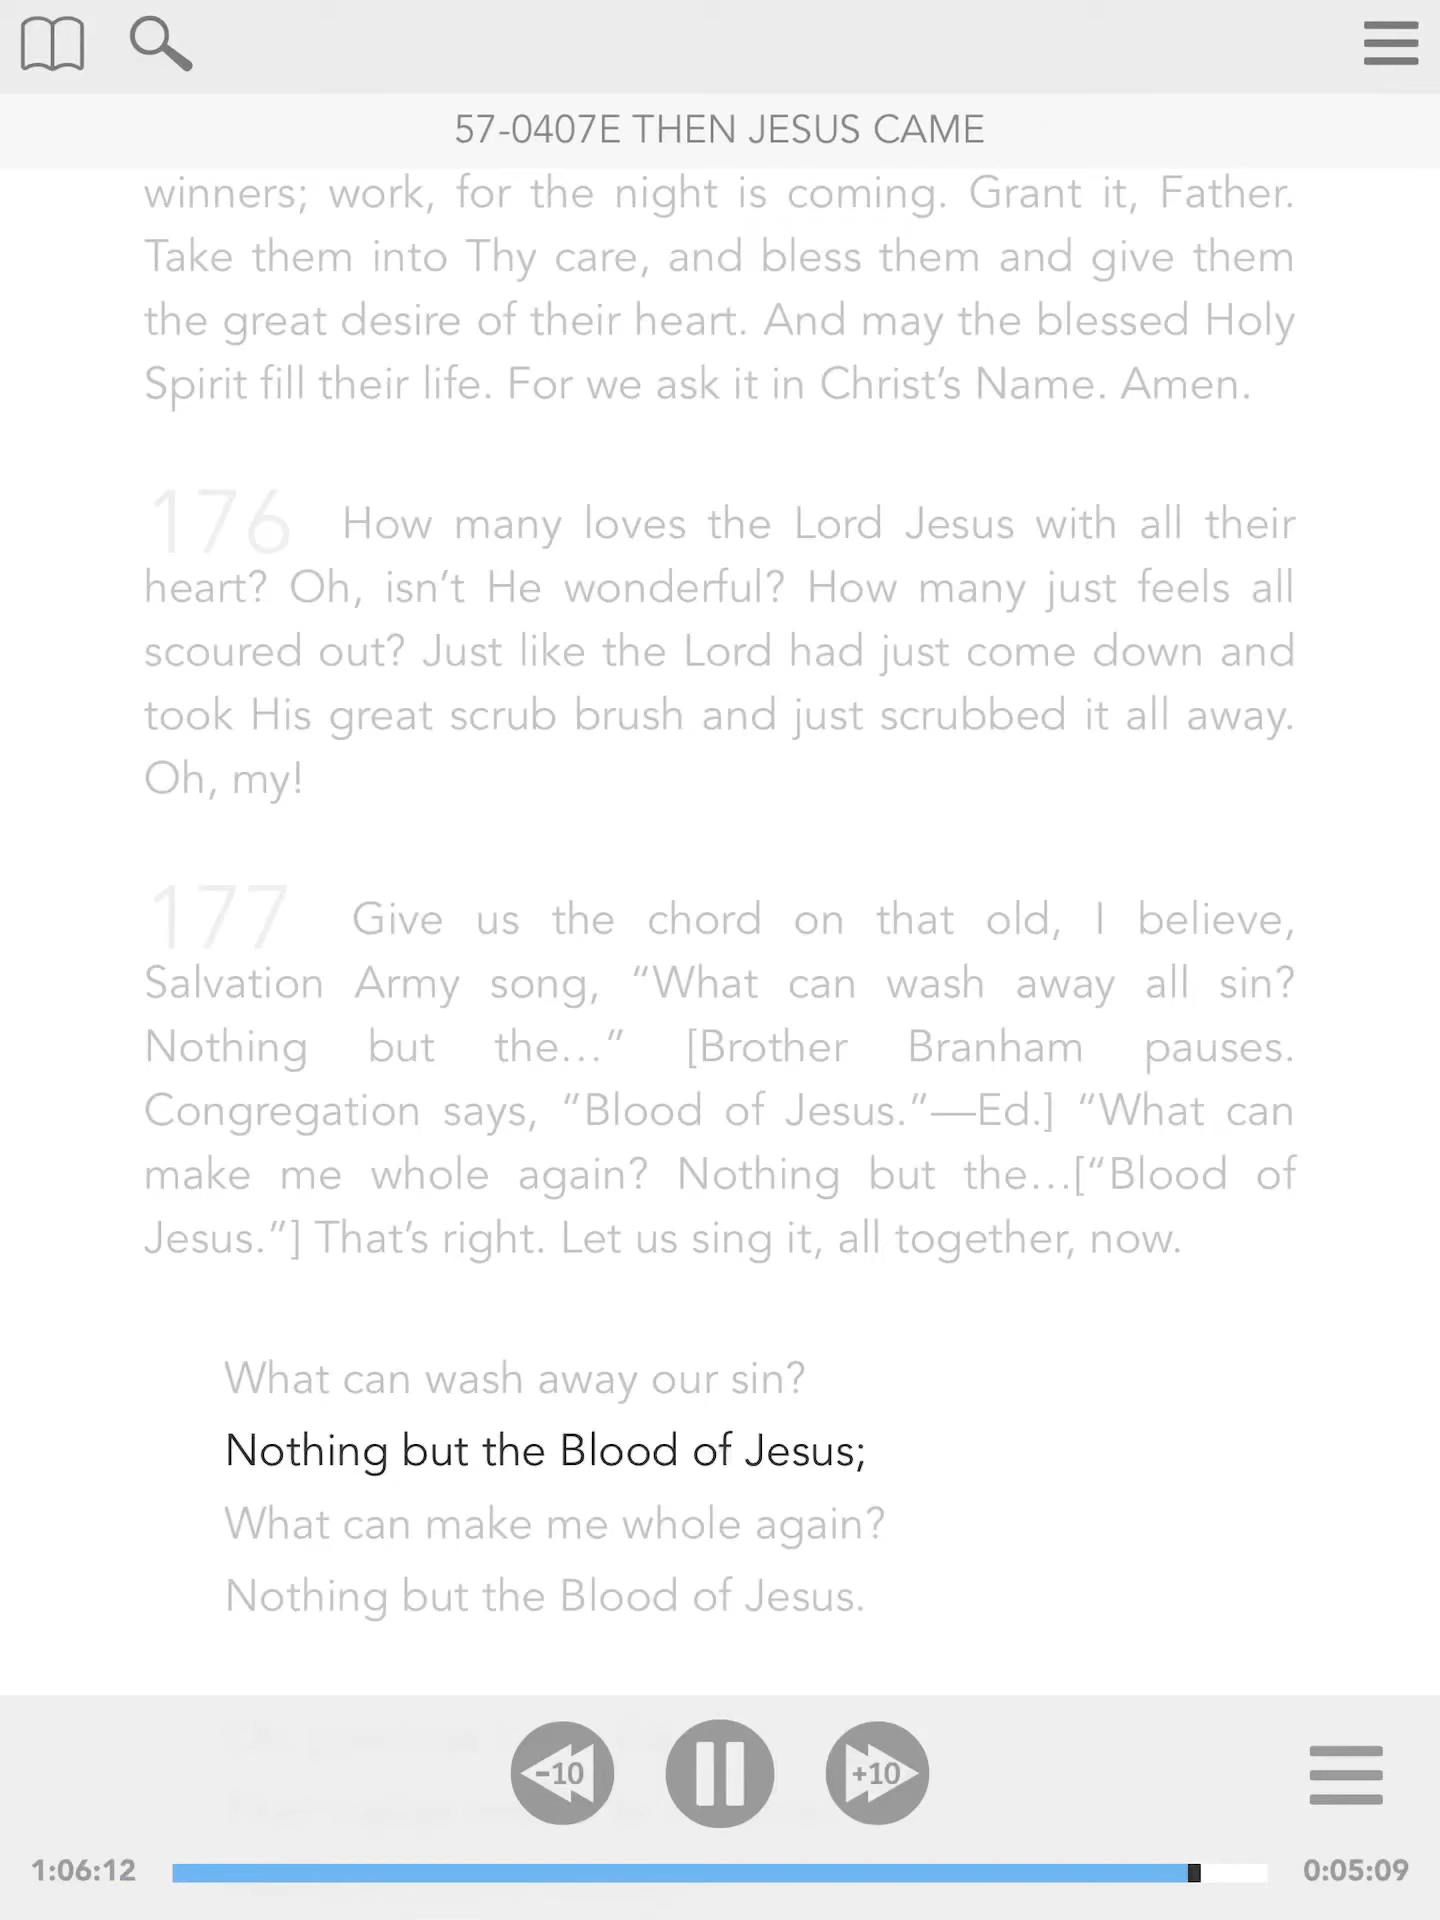 57-0407E THEN JESUS CAME
winners; work, for the night is coming. Grant it, Father.
Take them into Thy care, and bless them and give them
the great desire of their heart. And may the blessed Holy
Spirit fill their life. For we ask it in Christ’s Name. Amen.
176 How many loves the Lord Jesus with all their
heart? Oh, isn’t He wonderful? How many just feels all
scoured out? Just like the Lord had just come down and
took His great scrub brush and just scrubbed it all away.
Oh, my!
177 Give us the chord on that old, I believe,
Salvation Army song, “What can wash away all sin?
Nothing but the…” [Brother Branham pauses.
Congregation says, “Blood of Jesus.”—Ed.] “What can
make me whole again? Nothing but the…[“Blood of
Jesus.”] That’s right. Let us sing it, all together, now.
What can wash away our sin?
Nothing but the Blood of Jesus;
What can make me whole again?
Nothing but the Blood of Jesus.
-10 +10
1:06:12 0:05:09